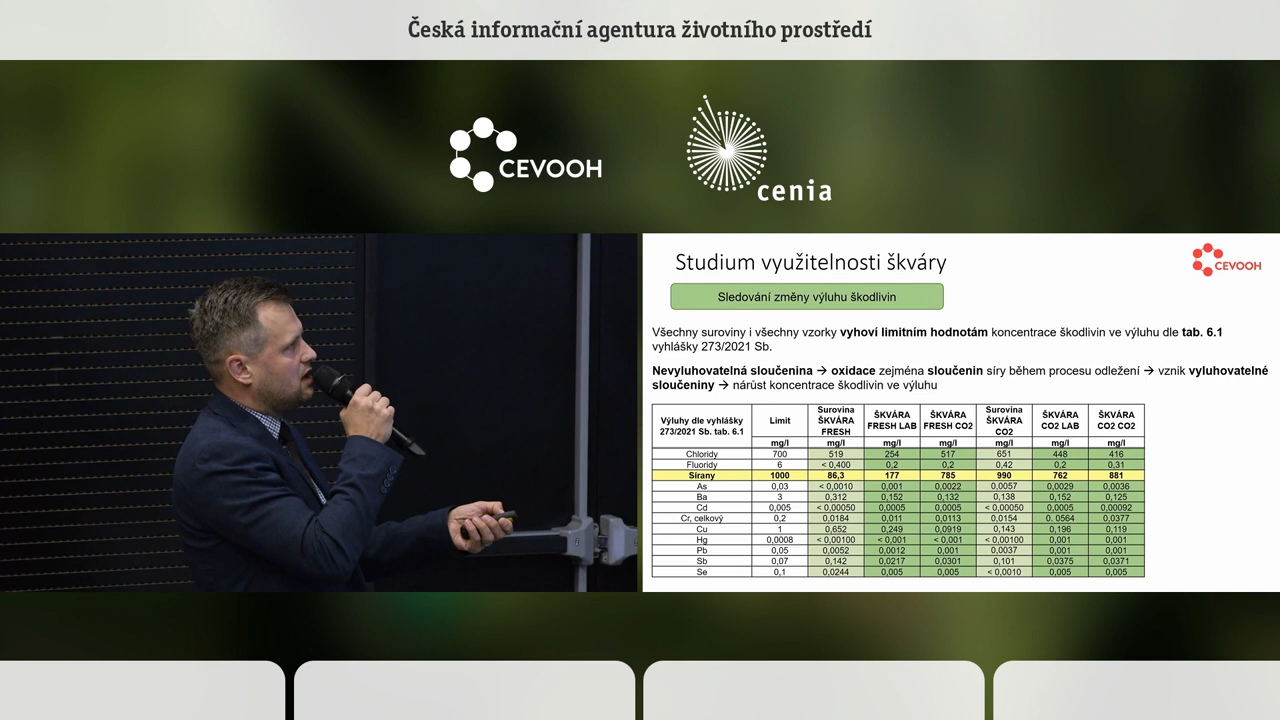 Česká informační agentura životního prostředí
CEVOOH
cenia
Studium využitelnosti škváry
CEVOOH
Sledování změny výluhu škodlivin
Všechny suroviny i všechny vzorky vyhoví limitním hodnotám koncentrace škodlivin ve výluhu dle tab. 6.1
vyhlášky 273/2021 Sb.
Nevyluhovatelná sloučenina → oxidace zejména sloučenin síry během procesu odležení → vznik vyluhovatelné
sloučeniny → nárůst koncentrace škodlivin ve výluhu
Výluhy dle vyhlášky 273/2021 Sb. tab. 6.1 Limit Surovina ŠKVÁRA FRESH ŠKVÁRA FRESH LAB ŠKVÁRA FRESH CO2 Surovina ŠKVÁRA CO2 ŠKVÁRA CO2 LAB ŠKVÁRA CO2 CO2
mg/l mg/l mg/l mg/l mg/l mg/l mg/l
Chloridy 700 519 254 517 651 448 416
Fluoridy 6 < 0,400 0,2 0,2 0,42 0,2 0,31
Sírany 1000 86,3 177 785 990 762 881
As 0,03 < 0,0010 0,001 0,0022 0,0057 0,0029 0,0036
Ba 3 0,312 0,152 0,132 0,138 0,152 0,125
Cd 0,005 < 0,00050 0,0005 0,0005 < 0,00050 0,0005 0,00092
Cr, celkový 0,2 0,0184 0,011 0,0113 0,0154 0, 0564 0,0377
Cu 1 0,652 0,249 0,0919 0,143 0,196 0,119
Hg 0,0008 < 0,00100 < 0,001 < 0,001 < 0,00100 0,001 0,001
Pb 0,05 0,0052 0,0012 0,001 0,0037 0,001 0,001
Sb 0,07 0,142 0,0217 0,0301 0,101 0,0375 0,0371
Se 0,1 0,0244 0,005 0,005 < 0,0010 0,005 0,005